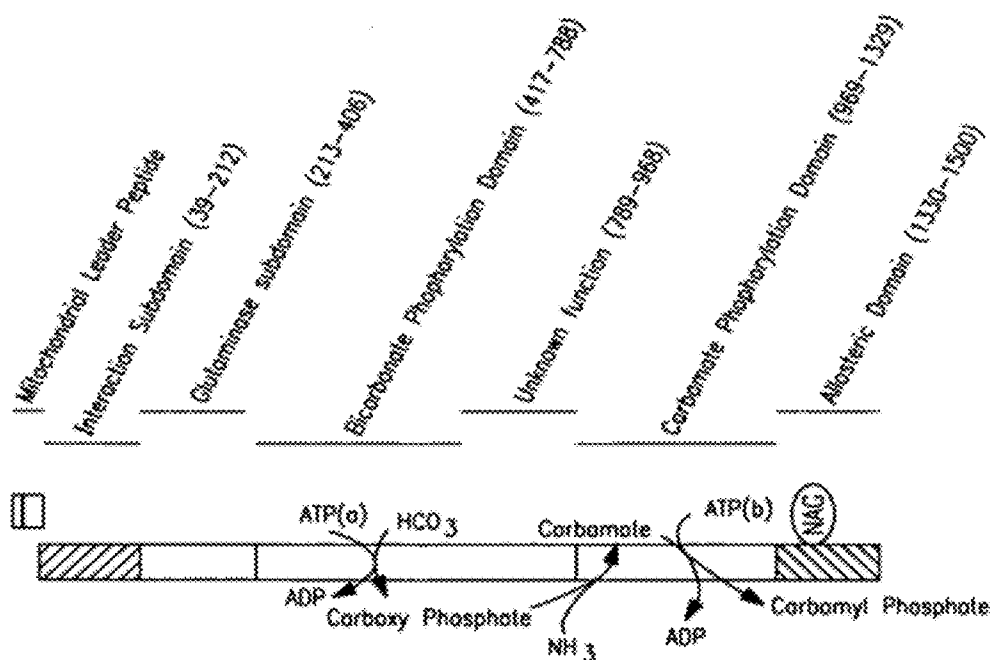 Mitochondrial Leader Peptide
Interaction Subdomain (39-212)
Glutaminase subdomain (213-406)
Bicarbonate Phosphorylation Domain (417-788)
Unknown function (789-968)
Carbamate Phosphorylation Domain (969-1329)
Allosteric Domain (1330-1500)
ATP(a)
HCO3
Carbamate
ATP(b)
NAG
ADP
Carboxy Phosphate
NH3
ADP
Carbamyl Phosphate